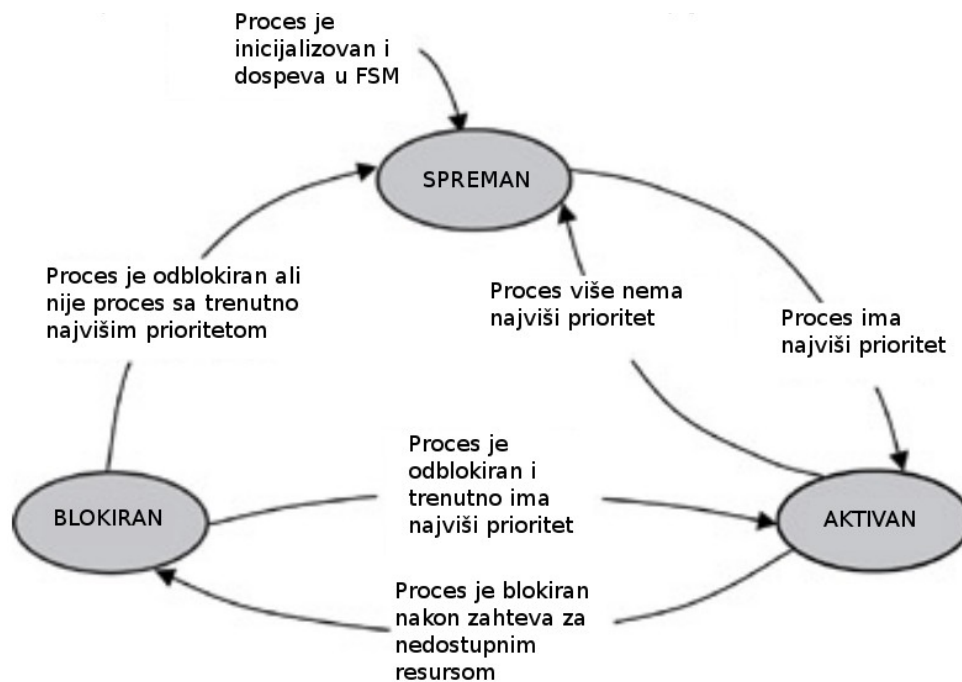 Proces je
inicijalizovan i
dospeva u FSM
SPREMAN
Proces je odblokiran ali
nije proces sa trenutno
najvišim prioritetom
Proces više nema
najviši prioritet
Proces ima
najviši prioritet
Proces je
odblokiran i
trenutno ima
najviši prioritet
BLOKIRAN
AKTIVAN
Proces je blokiran
nakon zahteva za
nedostupnim
resursom